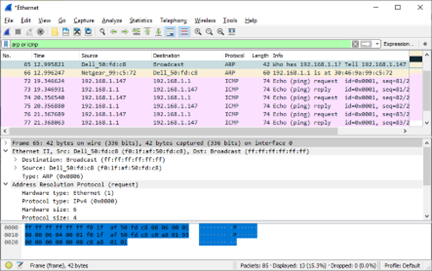 *Ethernet
File Edit View Go Capture Analyze Statistics Telephony Wireless Tools Help
arp or icmp
Expression...
No. Time Source Destination Protocol Length Info
65 12.995821 Dell_50:fd:c8 Broadcast ARP 42 Who has 192.168.1.1? Tell 192.168.1.147
66 12.996247 Netgear_99:c5:72 Dell_50:fd:c8 ARP 60 192.168.1.1 is at 30:46:9a:99:c5:72
72 19.346624 192.168.1.147 192.168.1.1 ICMP 74 Echo (ping) request id=0x0001, seq=81/2
73 19.346931 192.168.1.1 192.168.1.147 ICMP 74 Echo (ping) reply id=0x0001, seq=81/2
74 20.356540 192.168.1.147 192.168.1.1 ICMP 74 Echo (ping) request id=0x0001, seq=82/2
75 20.356880 192.168.1.1 192.168.1.147 ICMP 74 Echo (ping) reply id=0x0001, seq=82/2
76 21.367689 192.168.1.147 192.168.1.1 ICMP 74 Echo (ping) request id=0x0001, seq=83/2
77 21.368063 192.168.1.1 192.168.1.147 ICMP 74 Echo (ping) reply id=0x0001, seq=83/2
Frame 65: 42 bytes on wire (336 bits), 42 bytes captured (336 bits) on interface 0
Ethernet II, Src: Dell_50:fd:c8 (f0:1f:af:50:fd:c8), Dst: Broadcast (ff:ff:ff:ff:ff:ff)
Destination: Broadcast (ff:ff:ff:ff:ff:ff)
Source: Dell_50:fd:c8 (f0:1f:af:50:fd:c8)
Type: ARP (0x0806)
Address Resolution Protocol (request)
Hardware type: Ethernet (1)
Protocol type: IPv4 (0x0800)
Hardware size: 6
Protocol size: 4
0000 ff ff ff ff ff ff f0 1f af 50 fd c8 08 06 00 01
0010 08 00 06 04 00 01 f0 1f af 50 fd c8 c0 a8 01 93
0020 00 00 00 00 00 00 c0 a8 01 01
Frame (frame), 42 bytes
Packets: 85 · Displayed: 13 (15.3%) · Dropped: 0 (0.0%)
Profile: Default